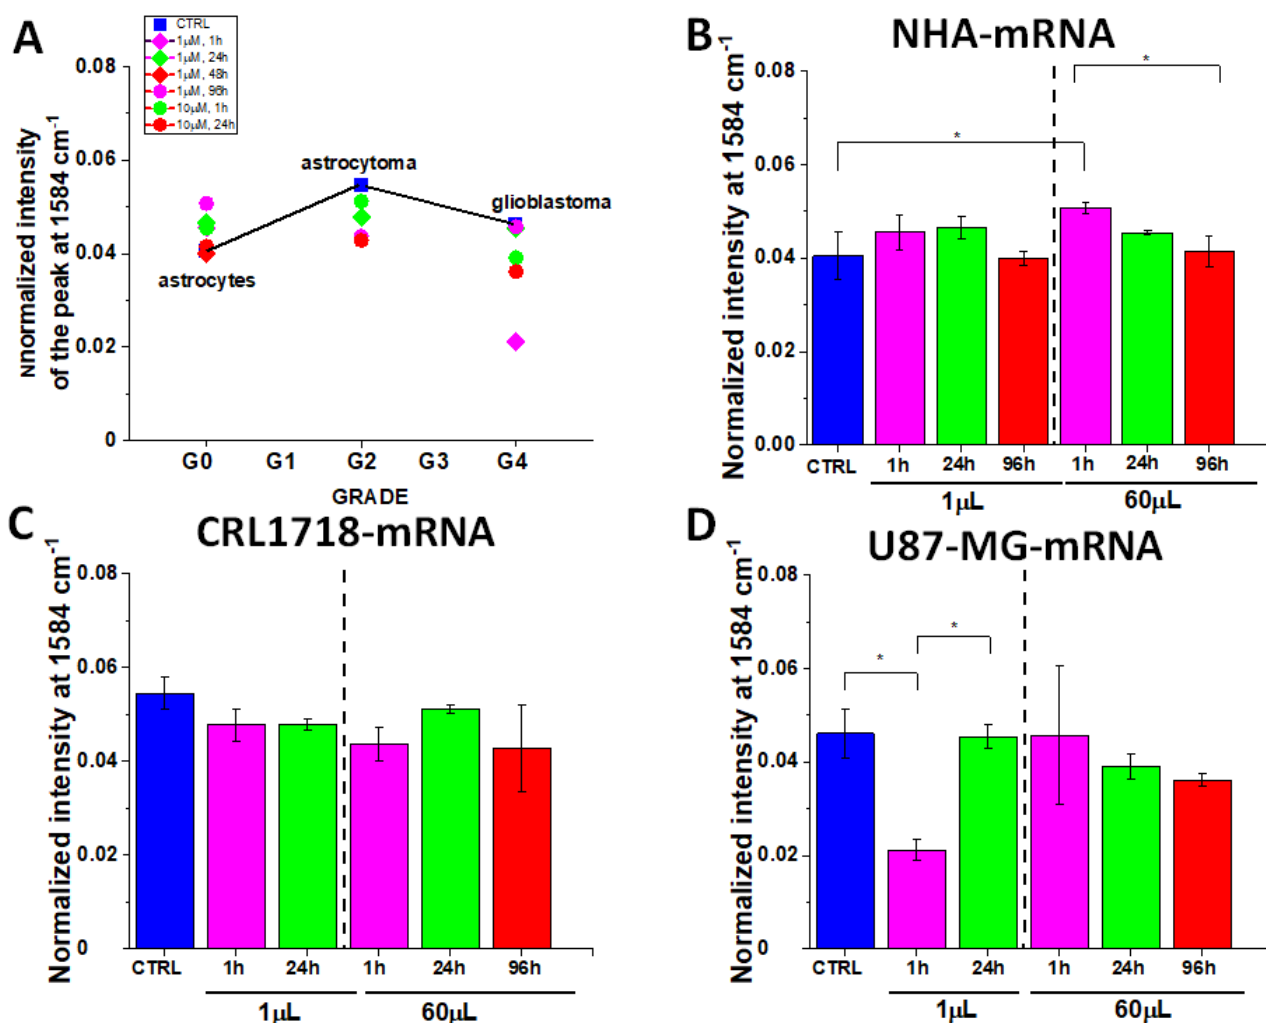 A
CTRL
1µM, 1h
1µM, 24h
1µM, 48h
1µM, 96h
10µM, 1h
10µM, 24h
0.08
0.06
0.04
0.02
0
Nnormalized intensity
of the peak at 1584 cm-1
astrocytoma
glioblastoma
astrocytes
G0 G1 G2 G3 G4
GRADE
B
NHA-mRNA
Normalized intensity at 1584 cm-1
0.08
0.06
0.04
0.02
0.00
*
*
CTRL 1h 24h 96h 1h 24h 96h
1µL 60µL
C
CRL1718-mRNA
Normalized intensity at 1584 cm-1
0.08
0.06
0.04
0.02
0
CTRL 1h 24h 1h 24h 96h
1µL 60µL
D
U87-MG-mRNA
Normalized intensity at 1584 cm-1
0.08
0.06
0.04
0.02
0
*
*
CTRL 1h 24h 1h 24h 96h
1µL 60µL